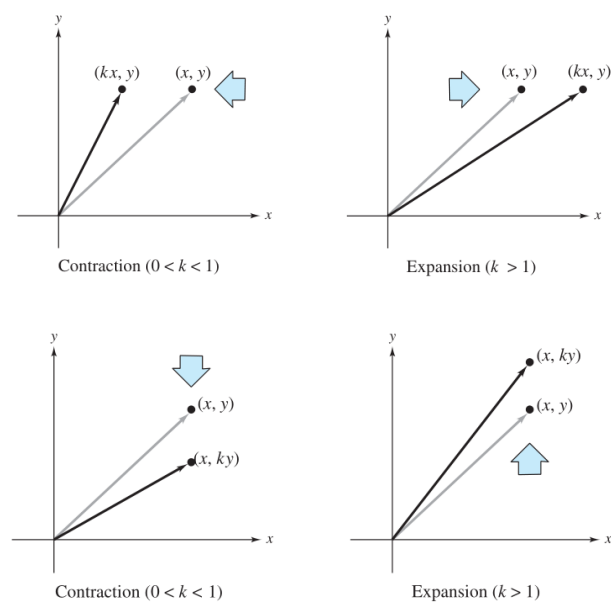 y y
(kx, y) (x, y) (x, y) (kx, y)
x x
Contraction (0 < k < 1) Expansion (k > 1)
y y
(x, ky)
(x, y) (x, y)
(x, ky)
x x
Contraction (0 < k < 1) Expansion (k > 1)